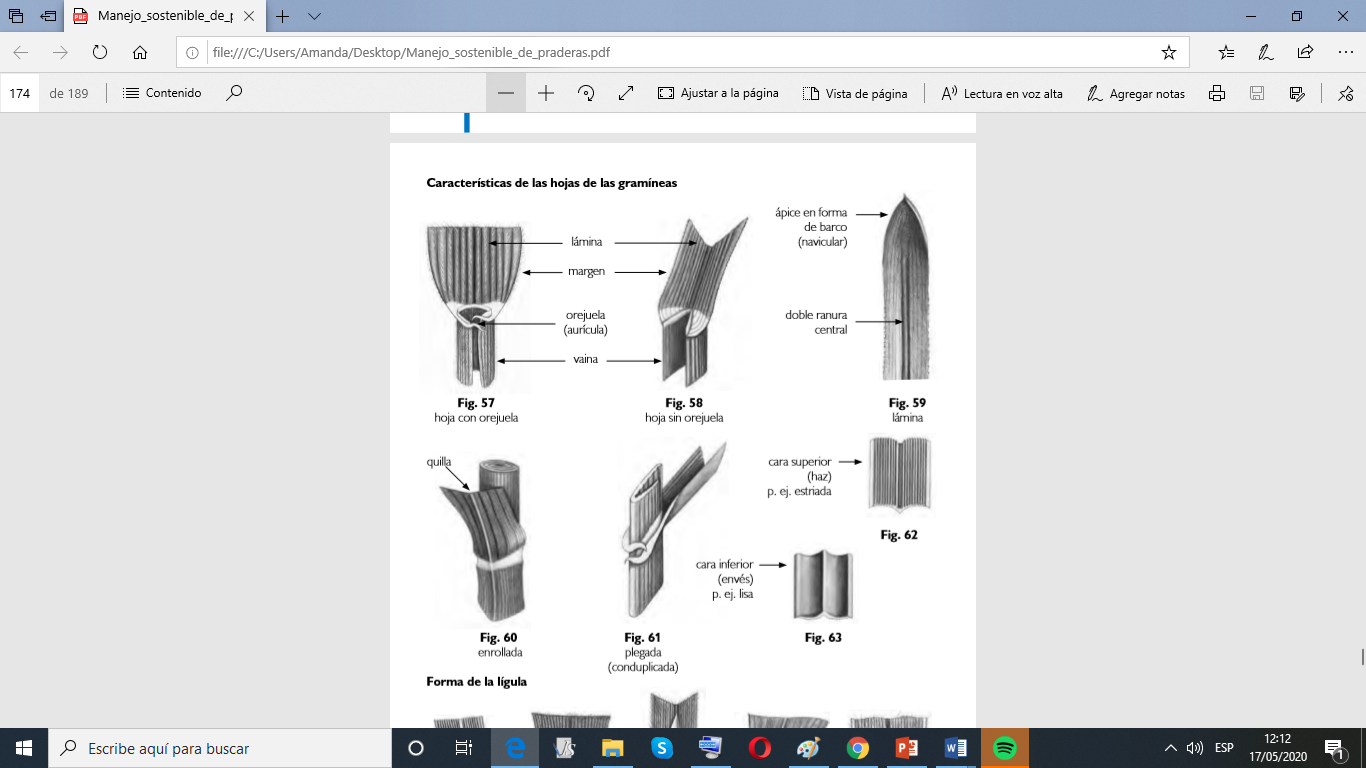 Manejo_sostenible_de_p
file:///C:/Users/Amanda/Desktop/Manejo_sostenible_de_praderas.pdf
174 de 189 Contenido Ajustar a la página Vista de página Lectura en voz alta Agregar notas
Características de las hojas de las gramíneas
lámina
margen
orejuela
(aurícula)
vaina
ápice en forma
de barco
(navicular)
doble ranura
central
Fig. 57
hoja con orejuela
Fig. 58
hoja sin orejuela
Fig. 59
lámina
quilla
cara superior
(haz)
p. ej. estriada
Fig. 62
cara inferior
(envés)
p. ej. lisa
Fig. 60
enrollada
Fig. 61
plegada
(conduplicada)
Fig. 63
Forma de la lígula
Escribe aquí para buscar
ESP
12:12
17/05/2020
1